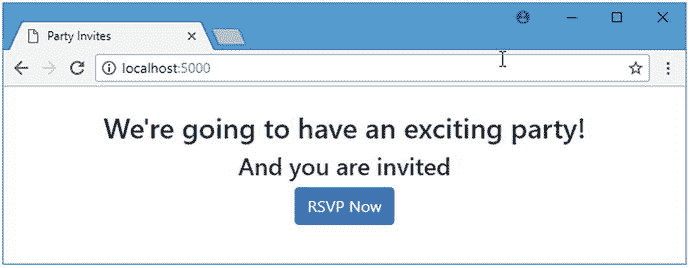 Party Invites
localhost:5000
We're going to have an exciting party!
And you are invited
RSVP Now